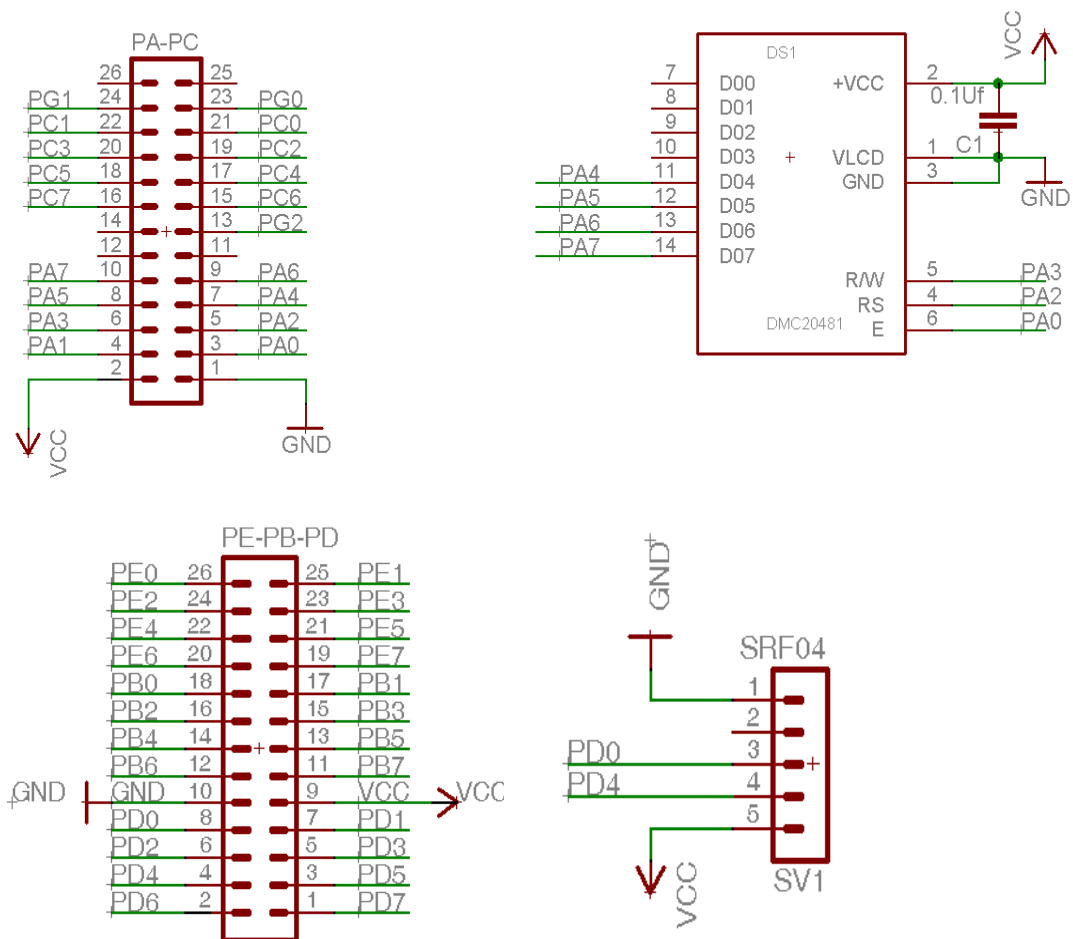 PA-PC
26 25
PG1 24 23 PG0
PC1 22 21 PC0
PC3 20 19 PC2
PC5 18 17 PC4
PC7 16 15 PC6
14 13 PG2
12 11
PA7 10 9 PA6
PA5 8 7 PA4
PA3 6 5 PA2
PA1 4 3 PA0
2 1
VCC
GND
DS1
VCC
7 D00 +VCC 2
0.1Uf
8 D01
9 D02
C1
10 D03 VLCD 1
PA4 11 D04 GND 3
GND
PA5 12 D05
PA6 13 D06
PA7 14 D07
R/W 5 PA3
RS 4 PA2
DMC20481 E 6 PA0
PE-PB-PD
PE0 26 25 PE1
PE2 24 23 PE3
PE4 22 21 PE5
PE6 20 19 PE7
PB0 18 17 PB1
PB2 16 15 PB3
PB4 14 13 PB5
PB6 12 11 PB7
GND GND 10 9 VCC VCC
PD0 8 7 PD1
PD2 6 5 PD3
PD4 4 3 PD5
PD6 2 1 PD7
GND
SRF04
1
2
PD0 3
PD4 4
5
VCC
SV1